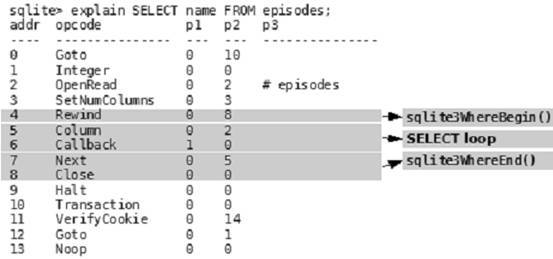 sqlite> explain SELECT name FROM episodes;
addr opcode p1 p2 p3
---- --------------- --- --- ---------------
0 Goto 0 10
1 Integer 0 0
2 OpenRead 0 2 # episodes
3 SetNumColumns 0 3
4 Rewind 0 8 sqlite3WhereBegin()
5 Column 0 2
6 Callback 1 0 SELECT loop
7 Next 0 5 sqlite3WhereEnd()
8 Close 0 0
9 Halt 0 0
10 Transaction 0 0
11 VerifyCookie 0 14
12 Goto 0 1
13 Noop 0 0